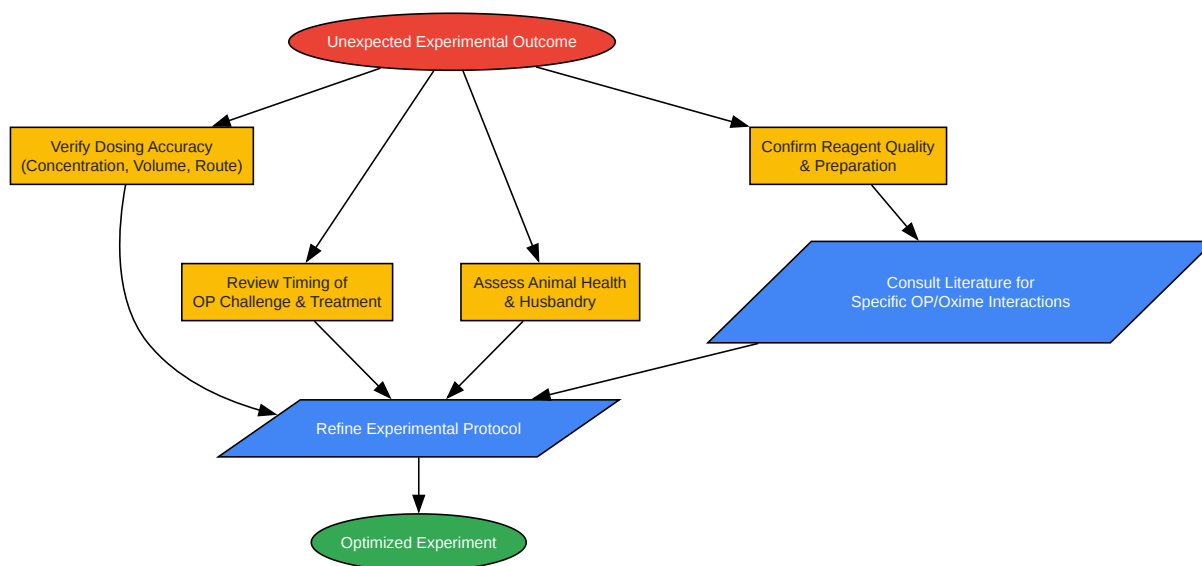 Unexpected Experimental Outcome
Verify Dosing Accuracy
(Concentration, Volume, Route)
Confirm Reagent Quality
& Preparation
Review Timing of
OP Challenge & Treatment
Assess Animal Health
& Husbandry
Consult Literature for
Specific OP/Oxime Interactions
Refine Experimental Protocol
Optimized Experiment